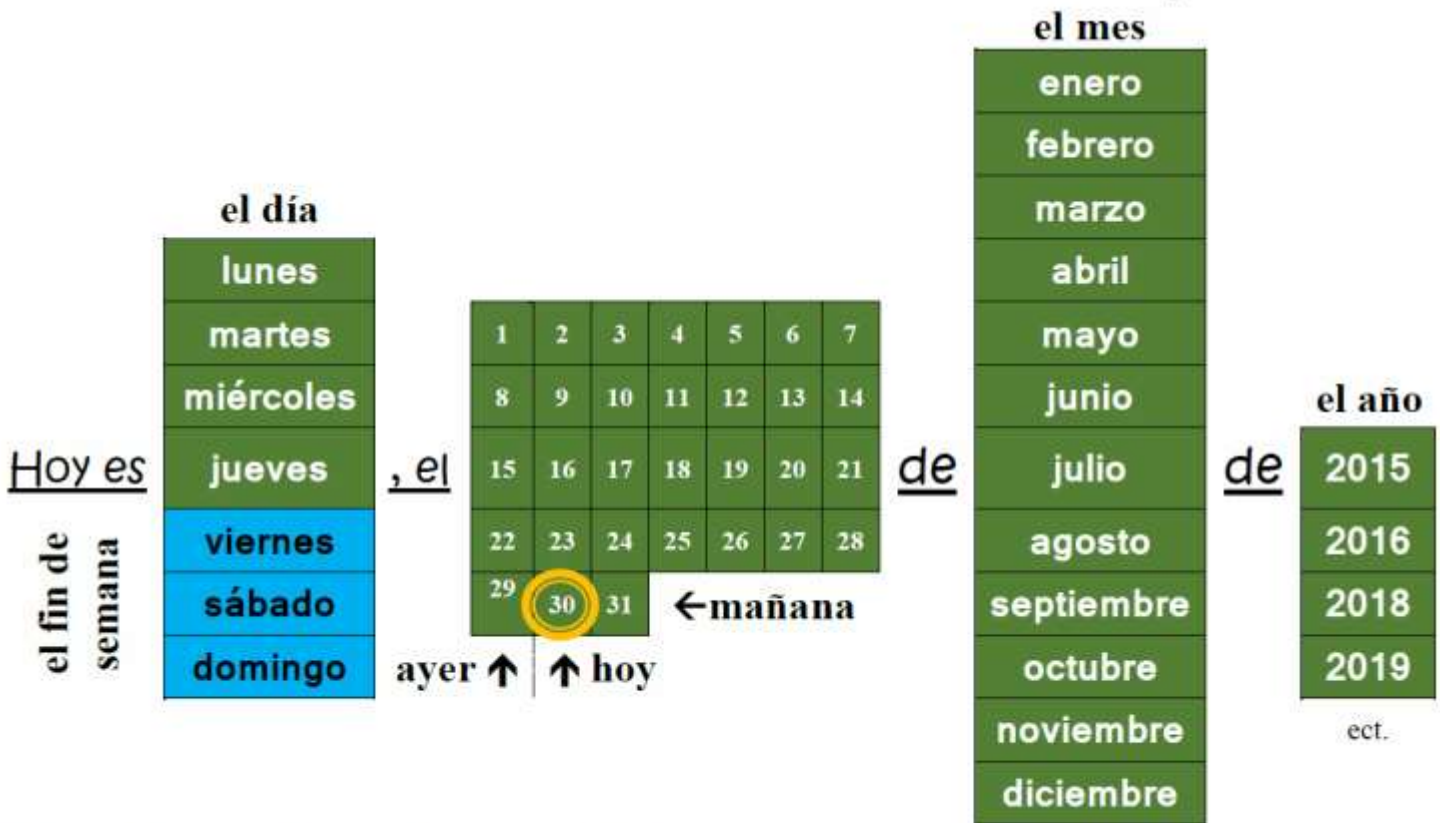 el mes
enero
febrero
marzo
abril
mayo
junio
julio
agosto
septiembre
octubre
noviembre
diciembre
el día
lunes
martes
miércoles
jueves
viernes
sábado
domingo
Hoy es
el fin de
semana
, el
1 2 3 4 5 6 7
8 9 10 11 12 13 14
15 16 17 18 19 20 21
22 23 24 25 26 27 28
29 30 31 ←mañana
ayer ↑ ↑ hoy
de
de
el año
2015
2016
2018
2019
ect.